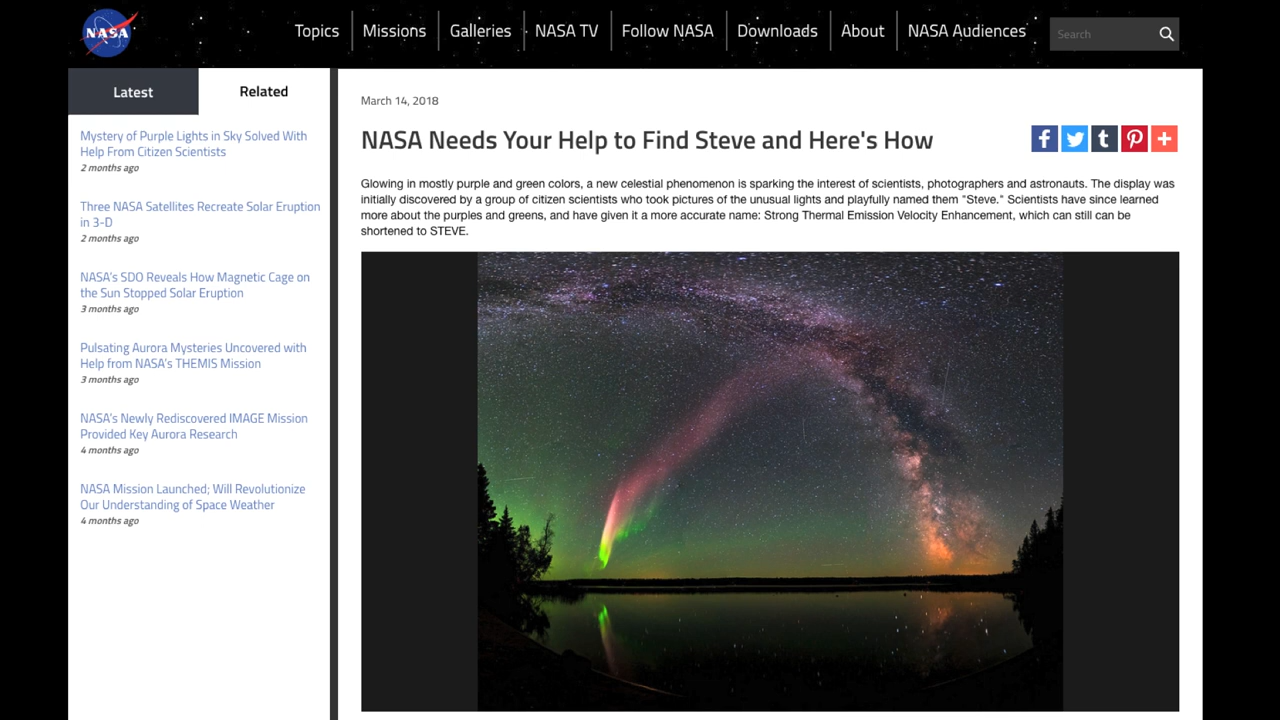 NASA
Topics
Missions
Galleries
NASA TV
Follow NASA
Downloads
About
NASA Audiences
Search
Latest
Related
Mystery of Purple Lights in Sky Solved With
Help From Citizen Scientists
2 months ago
Three NASA Satellites Recreate Solar Eruption
in 3-D
2 months ago
NASA's SDO Reveals How Magnetic Cage on
the Sun Stopped Solar Eruption
3 months ago
Pulsating Aurora Mysteries Uncovered with
Help from NASA's THEMIS Mission
3 months ago
NASA's Newly Rediscovered IMAGE Mission
Provided Key Aurora Research
4 months ago
NASA Mission Launched; Will Revolutionize
Our Understanding of Space Weather
4 months ago
March 14, 2018
NASA Needs Your Help to Find Steve and Here's How
Glowing in mostly purple and green colors, a new celestial phenomenon is sparking the interest of scientists, photographers and astronauts. The display was
initially discovered by a group of citizen scientists who took pictures of the unusual lights and playfully named them "Steve." Scientists have since learned
more about the purples and greens, and have given it a more accurate name: Strong Thermal Emission Velocity Enhancement, which can still can be
shortened to STEVE.